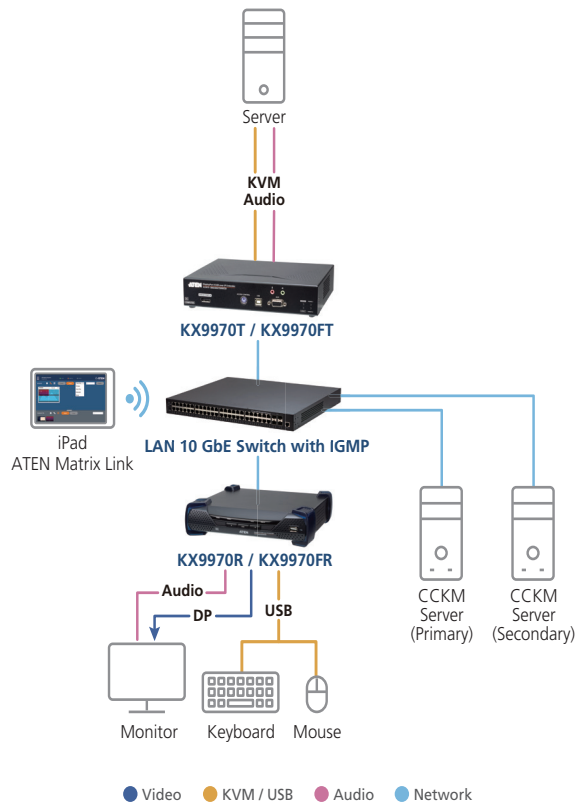 Server
KVM
Audio
ATEN
KX9970T / KX9970FT
iPad
ATEN Matrix Link
LAN 10 GbE Switch with IGMP
KX9970R / KX9970FR
Audio
DP
USB
CCKM
Server
(Primary)
CCKM
Server
(Secondary)
Monitor
Keyboard
Mouse
Video
KVM / USB
Audio
Network